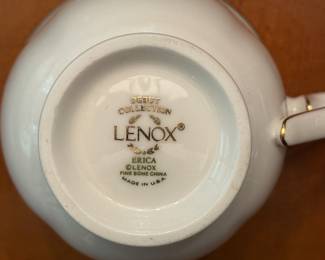 DEBUT
COLLECTION
LENOX®
ERICA
©LENOX
FINE BONE CHINA
MADE IN U.S.A.